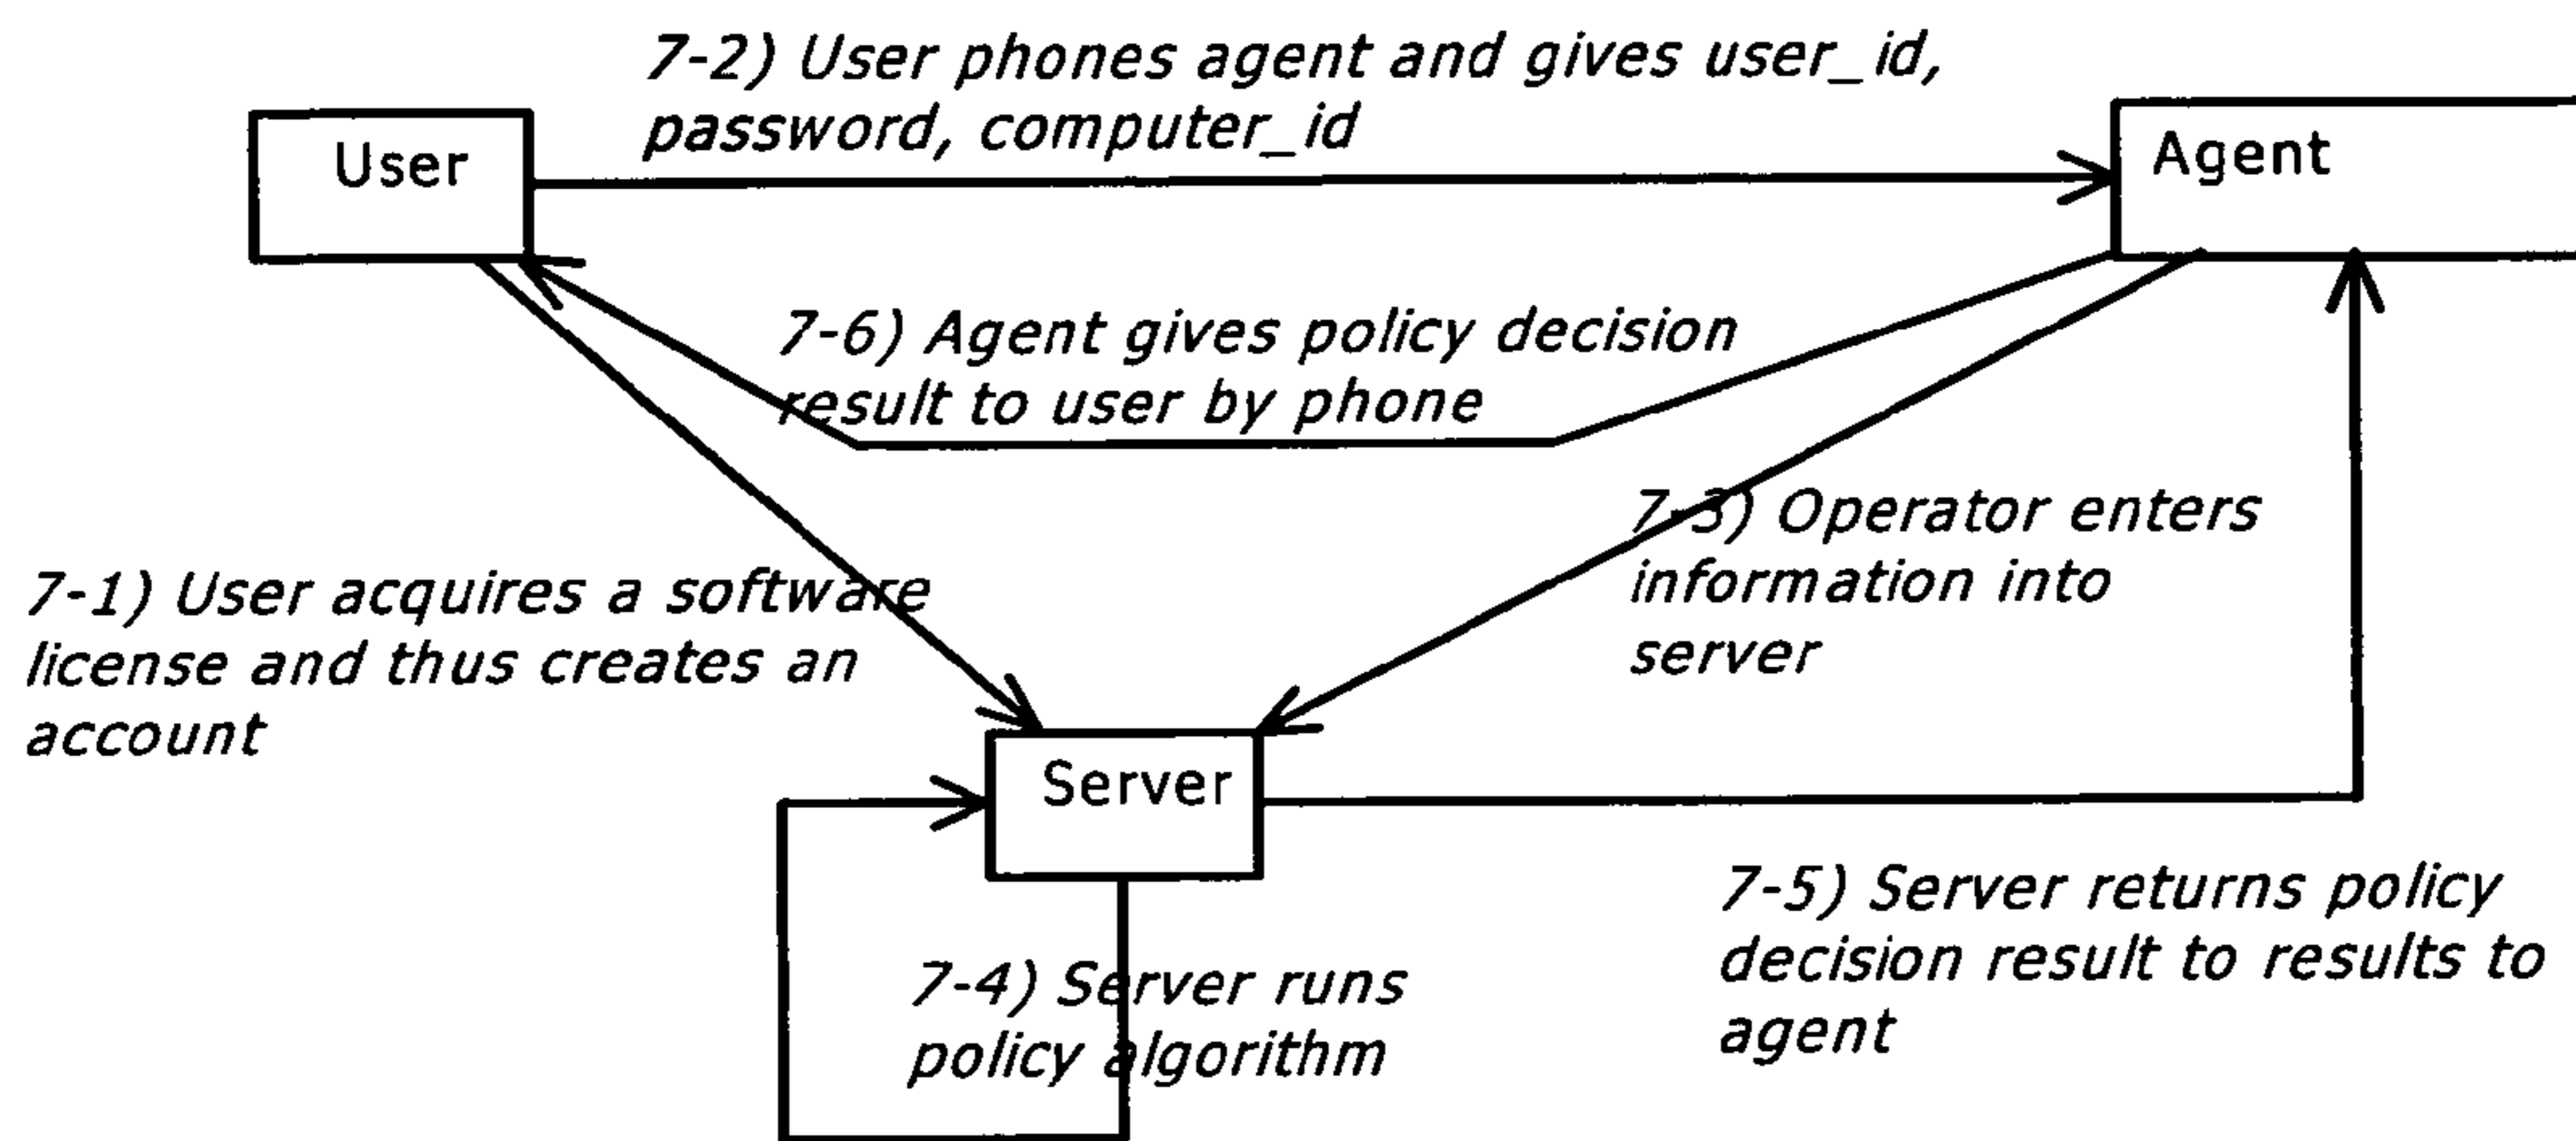 7-2) User phones agent and gives user_id,
password, computer_id
User
Agent
7-6) Agent gives policy decision
result to user by phone
7-3) Operator enters
information into
server
7-1) User acquires a software
license and thus creates an
account
Server
7-5) Server returns policy
decision result to results to
agent
7-4) Server runs
policy algorithm